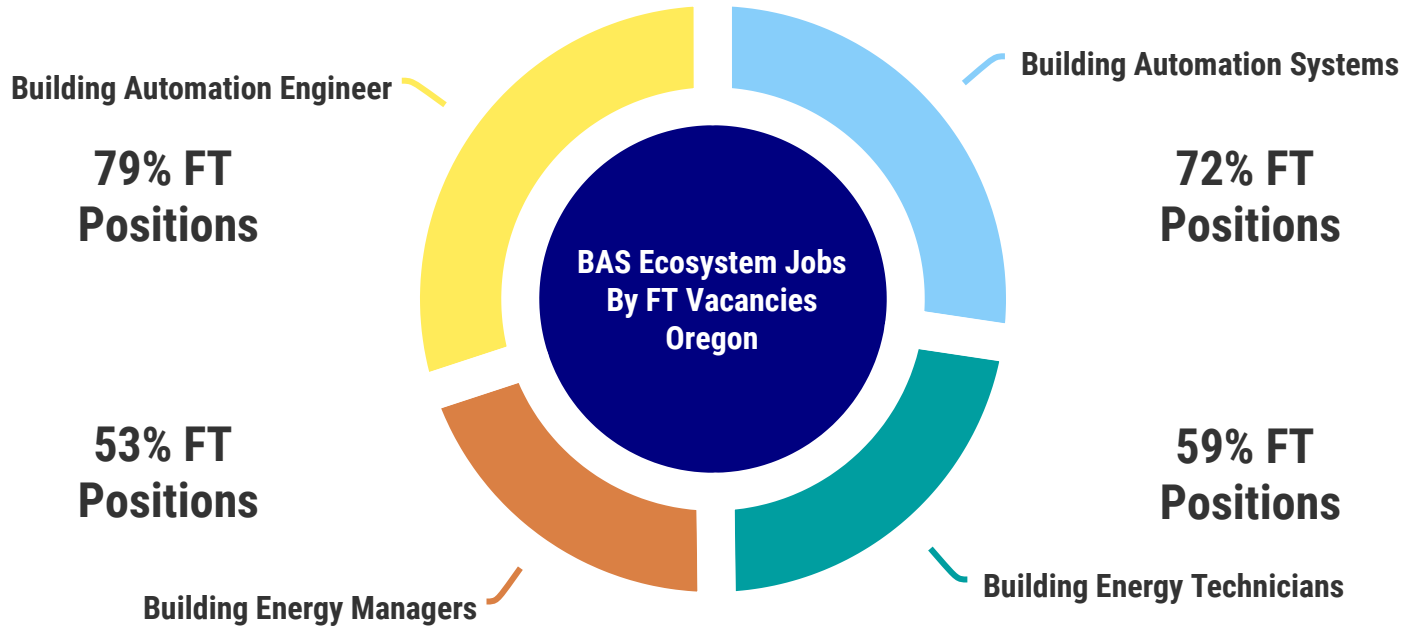 Building Automation Engineer
79% FT
Positions
Building Automation Systems
72% FT
Positions
BAS Ecosystem Jobs
By FT Vacancies
Oregon
53% FT
Positions
Building Energy Managers
59% FT
Positions
Building Energy Technicians